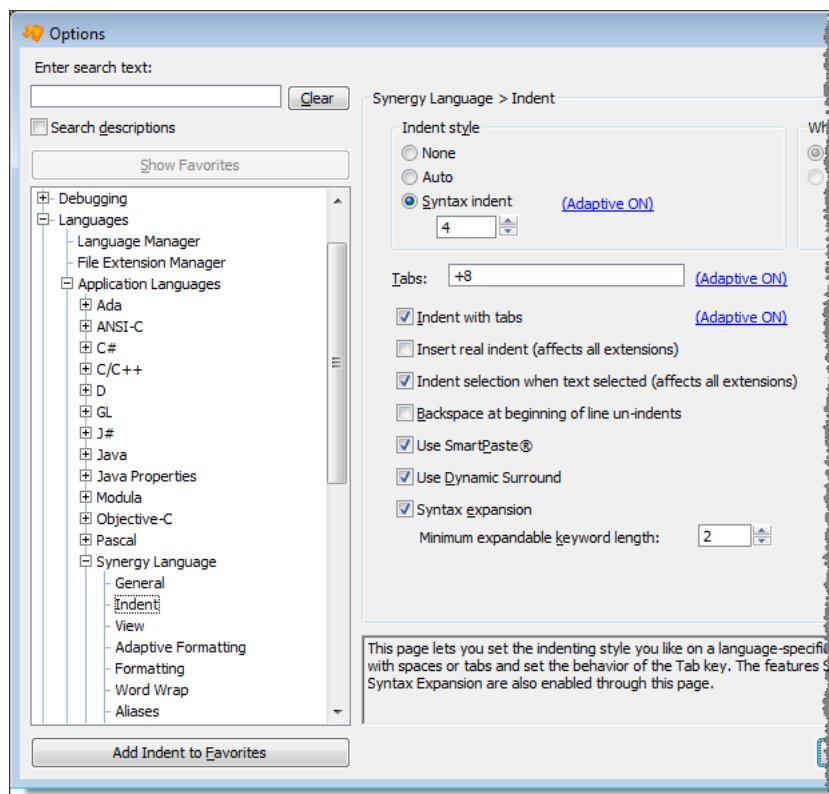 Options
Enter search text:
Clear
Search descriptions
Show Favorites
Debugging
Languages
Language Manager
File Extension Manager
Application Languages
Ada
ANSI-C
C#
C/C++
D
GL
J#
Java
Java Properties
Modula
Objective-C
Pascal
Synergy Language
General
Indent
View
Adaptive Formatting
Formatting
Word Wrap
Aliases
Add Indent to Favorites
Synergy Language > Indent
Indent style
None
Auto
Syntax indent (Adaptive ON)
4
Wh
Tabs: +8 (Adaptive ON)
Indent with tabs (Adaptive ON)
Insert real indent (affects all extensions)
Indent selection when text selected (affects all extensions)
Backspace at beginning of line un-indents
Use SmartPaste®
Use Dynamic Surround
Syntax expansion
Minimum expandable keyword length: 2
This page lets you set the indenting style you like on a language-specific
with spaces or tabs and set the behavior of the Tab key. The features S
Syntax Expansion are also enabled through this page.